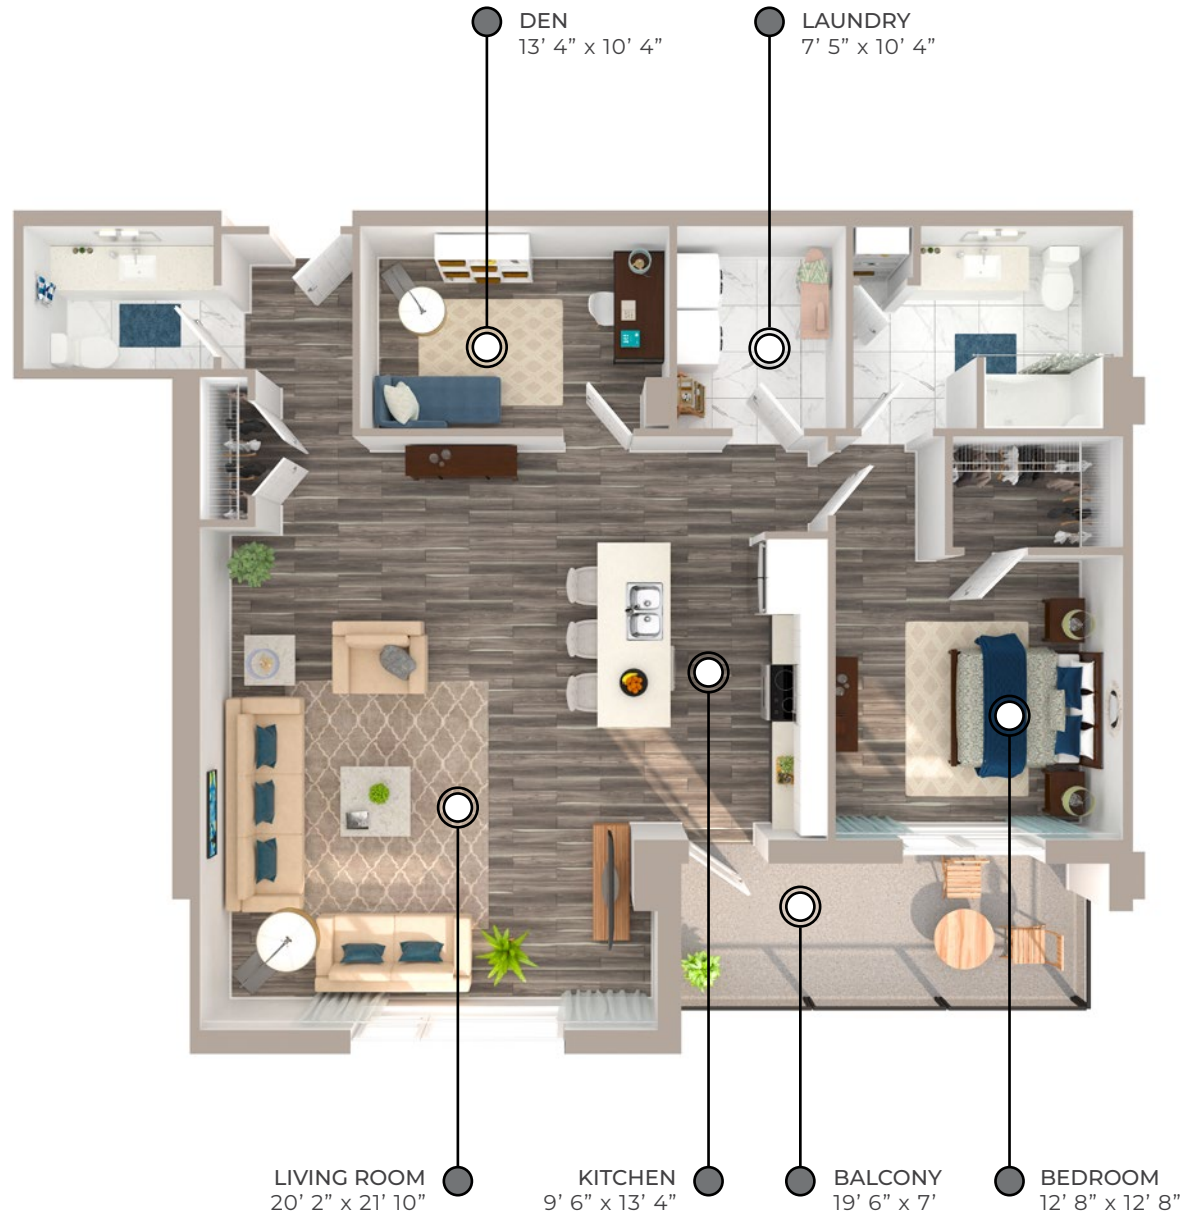 DEN
13’ 4” x 10’ 4”
LAUNDRY
7’ 5” x 10’ 4”
LIVING ROOM
20’ 2” x 21’ 10”
KITCHEN
9’ 6” x 13’ 4”
BALCONY
19’ 6” x 7’
BEDROOM
12’ 8” x 12’ 8”